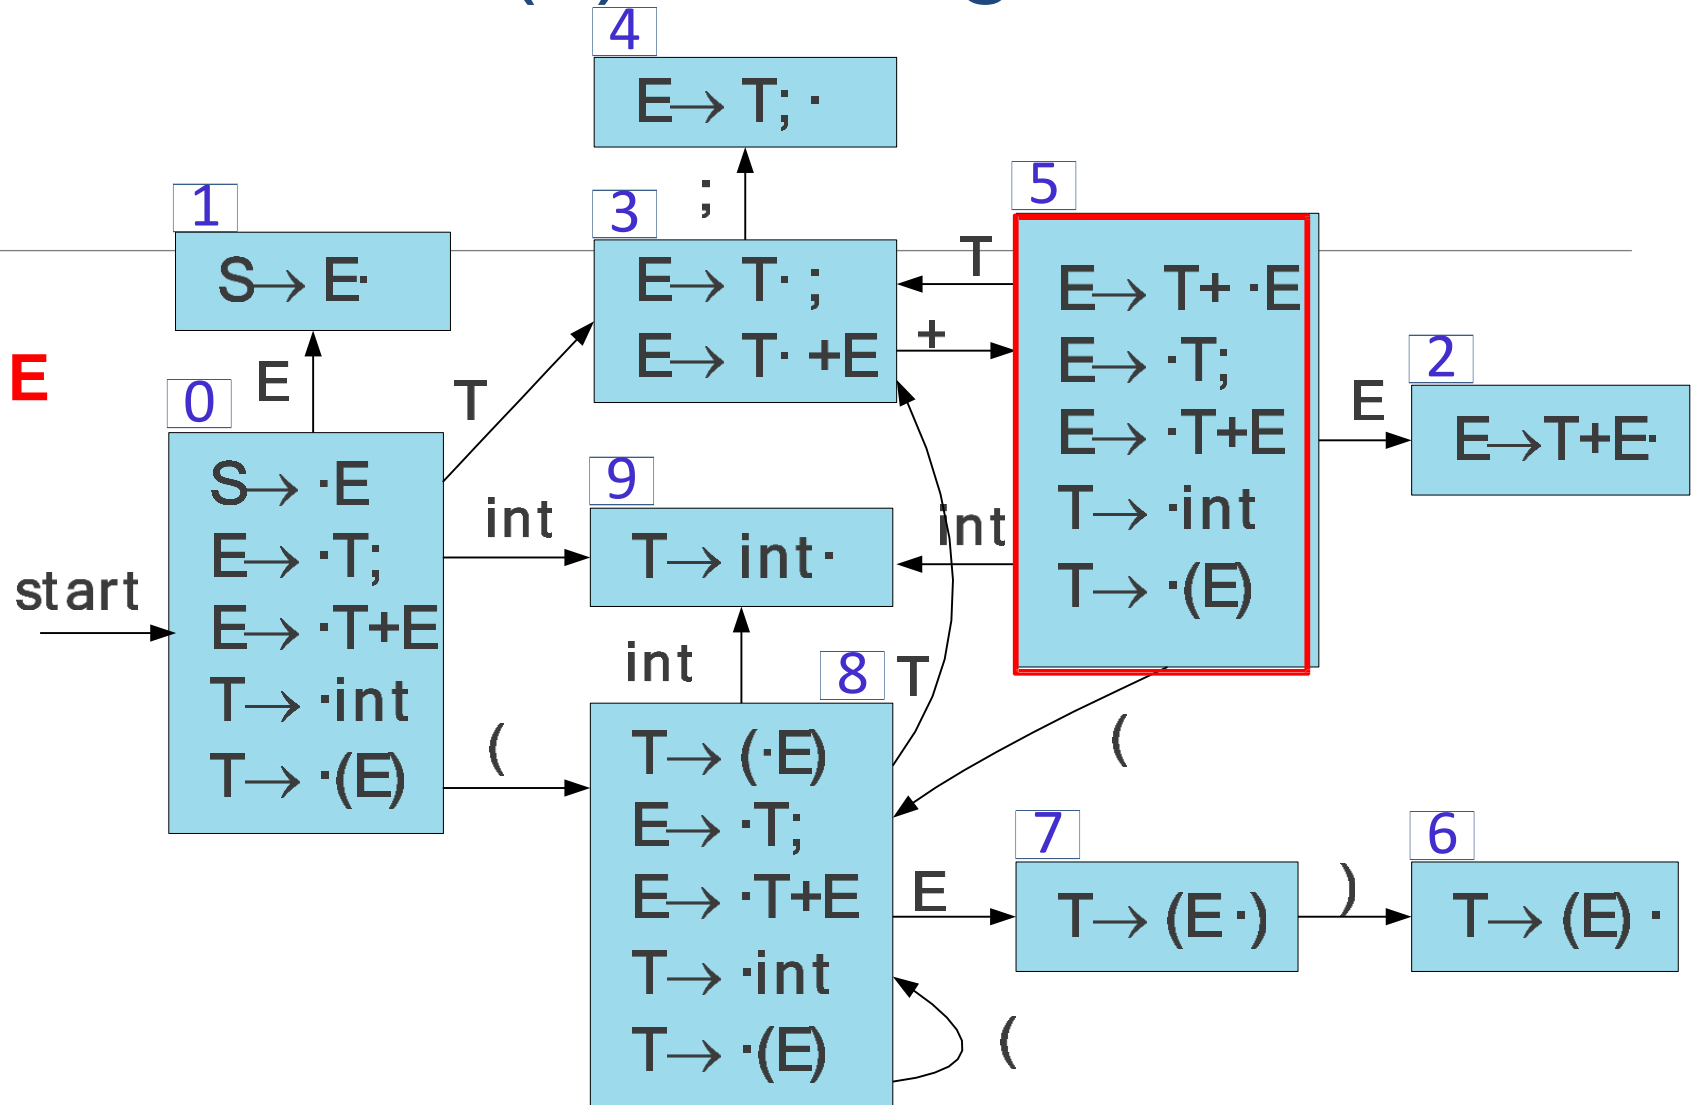 4
E→ T; ·
;
1
S→ E·
3
E→ T· ;
E→ T· +E
T
+
5
E→ T+ ·E
E→ ·T;
E→ ·T+E
T→ ·int
T→ ·(E)
E
2
E→T+E·
E
E
T
0
S→ ·E
E→ ·T;
E→ ·T+E
T→ ·int
T→ ·(E)
start
int
9
T→ int ·
int
int
(
8
T
T→ (·E)
E→ ·T;
E→ ·T+E
T→ ·int
T→ ·(E)
(
E
7
T→ (E ·)
)
6
T→ (E) ·
(